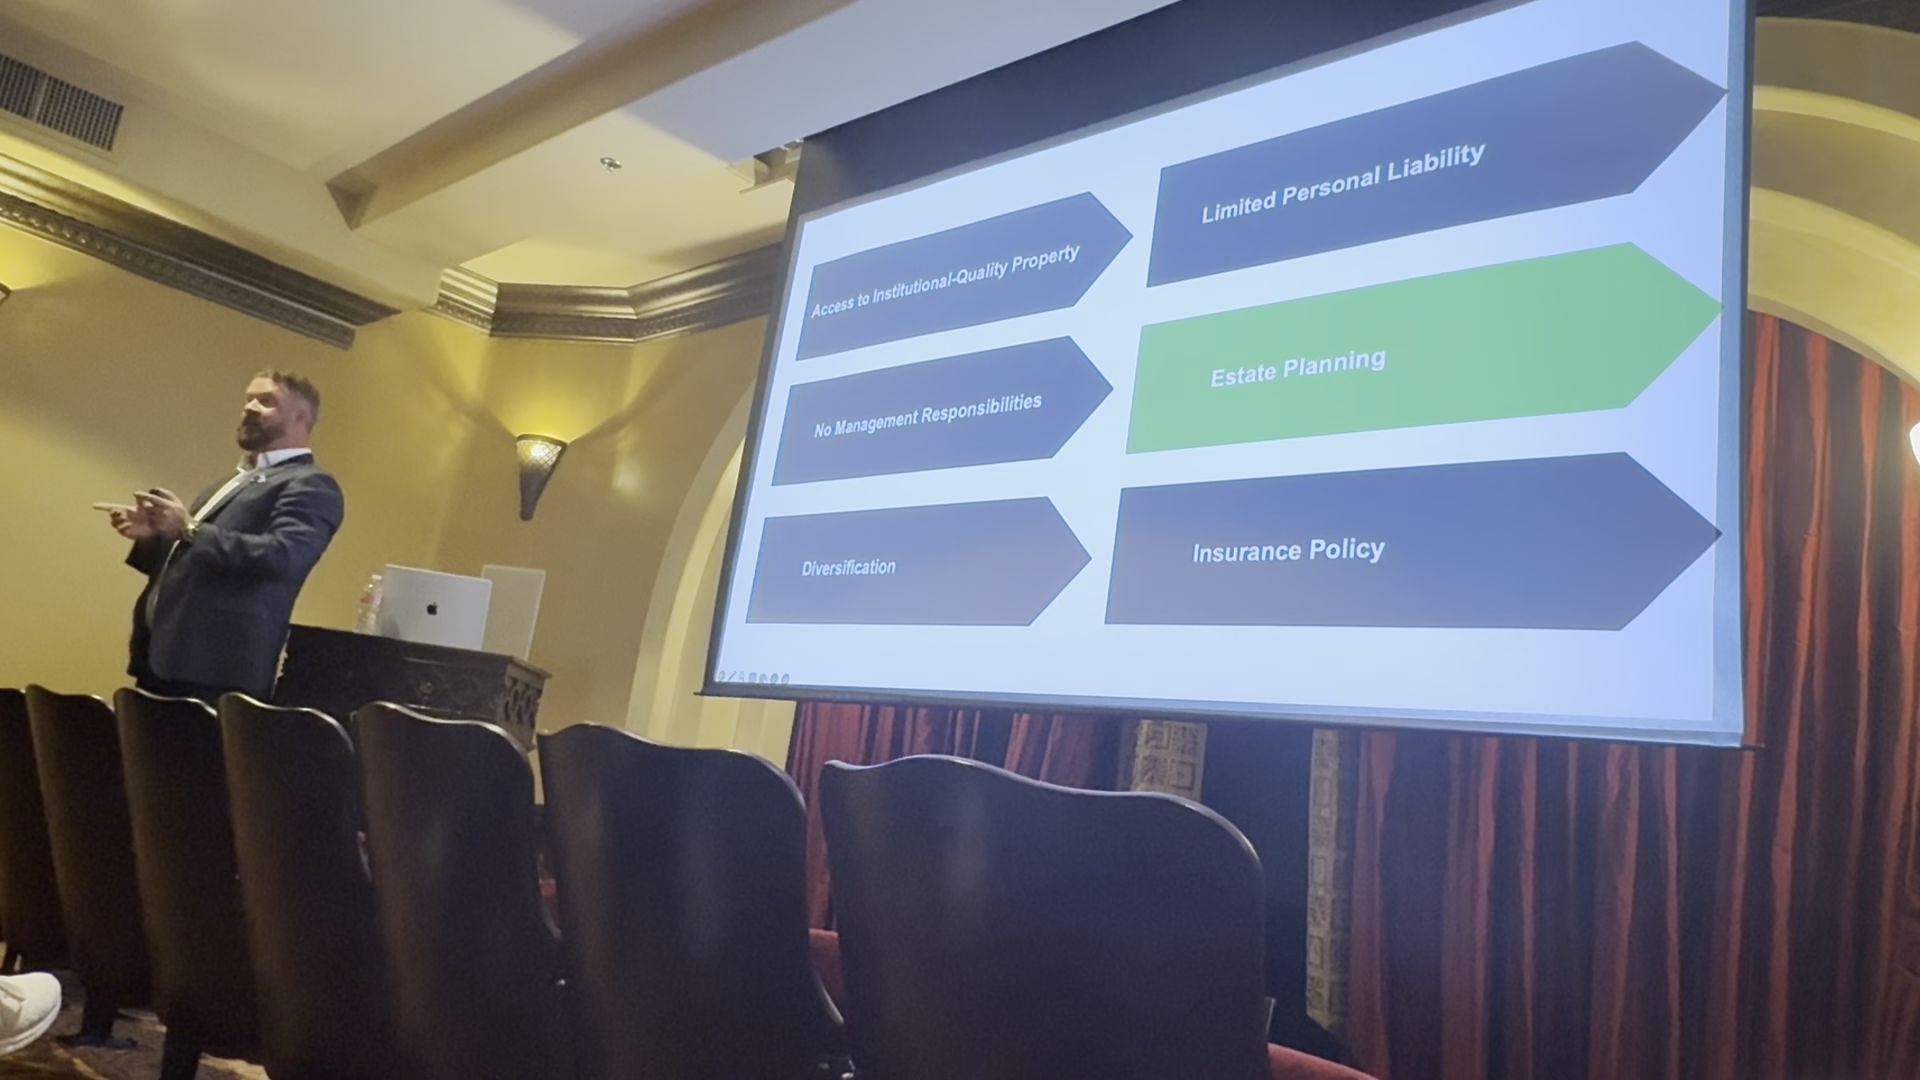 Access to Institutional-Quality Property
No Management Responsibilities
Diversification
Limited Personal Liability
Estate Planning
Insurance Policy